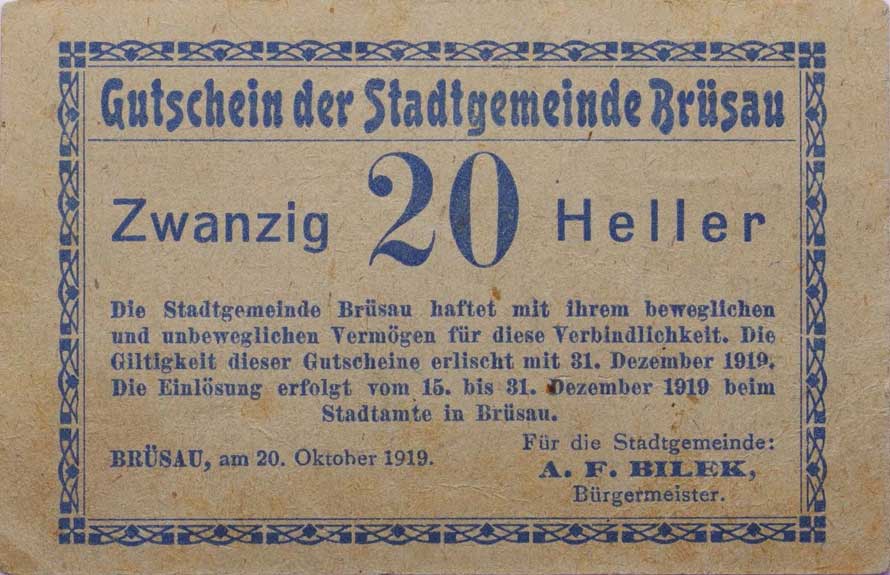 Gutschein der Stadtgemeinde Brüsau
Zwanzig 20 Heller
Die Stadtgemeinde Brüsau haftet mit ihrem beweglichen
und unbeweglichen Vermögen für diese Verbindlichkeit. Die
Giltigkeit dieser Gutscheine erlischt mit 31. Dezember 1919.
Die Einlösung erfolgt vom 15. bis 31. Dezember 1919 beim
Stadtamte in Brüsau.
BRÜSAU, am 20. Oktober 1919.
Für die Stadtgemeinde:
A. F. BILEK,
Bürgermeister.